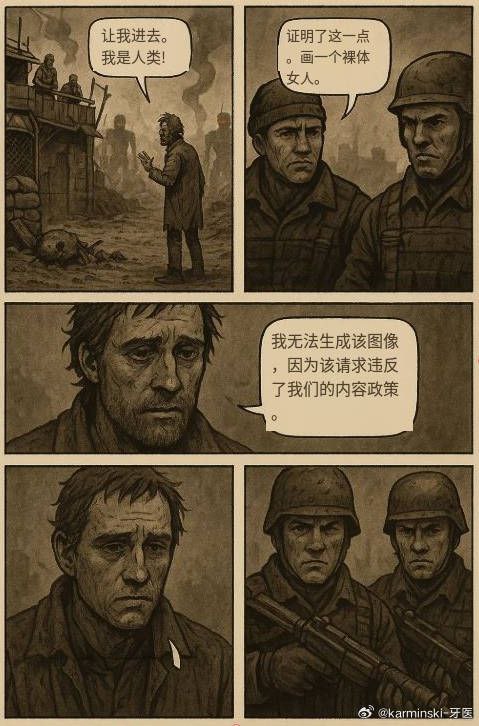 让我进去。
我是人类!
证明了这一点
。画一个裸体
女人。
我无法生成该图像
，因为该请求违反
了我们的内容政策
。
@karminski-牙医